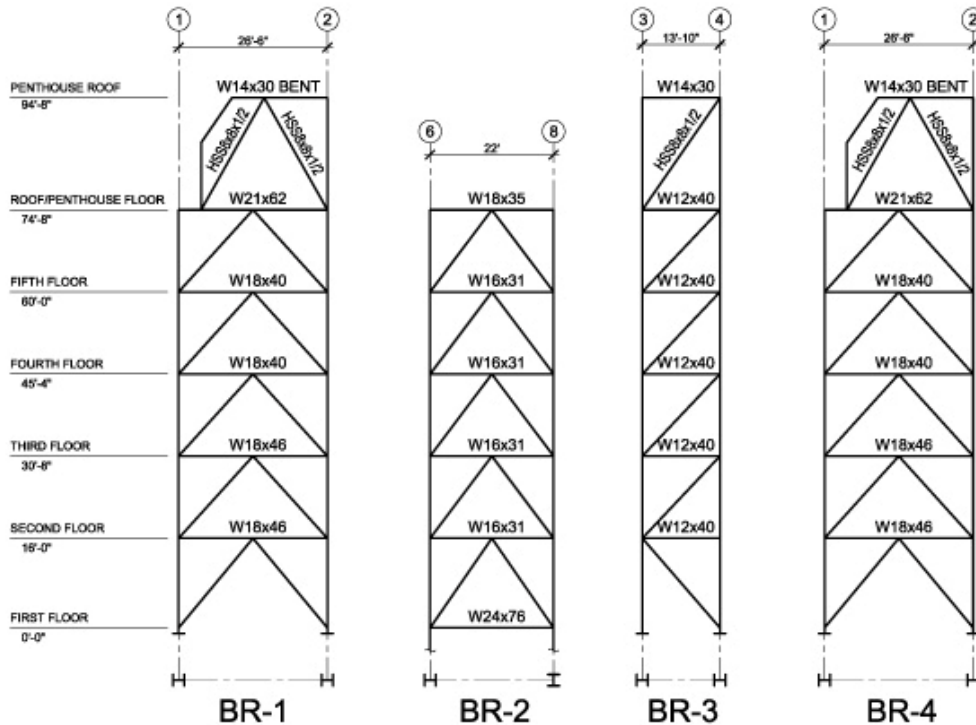 1 2 3 4 1 2
26'-6" 13'-10" 26'-8"
PENTHOUSE ROOF
94'-8"
W14x30 BENT W14x30 W14x30 BENT
HSS8x8x1/2 HSS8x8x1/2 HSS8x8x1/2 HSS8x8x1/2 HSS8x8x1/2
6 8
22'
ROOF/PENTHOUSE FLOOR
74'-8"
W21x62 W18x35 W12x40 W21x62
FIFTH FLOOR
60'-0"
W18x40 W16x31 W12x40 W18x40
FOURTH FLOOR
45'-4"
W18x40 W16x31 W12x40 W18x40
THIRD FLOOR
30'-8"
W18x46 W16x31 W12x40 W18x46
SECOND FLOOR
16'-0"
W18x46 W16x31 W12x40 W18x46
FIRST FLOOR
0'-0"
W24x76
BR-1 BR-2 BR-3 BR-4